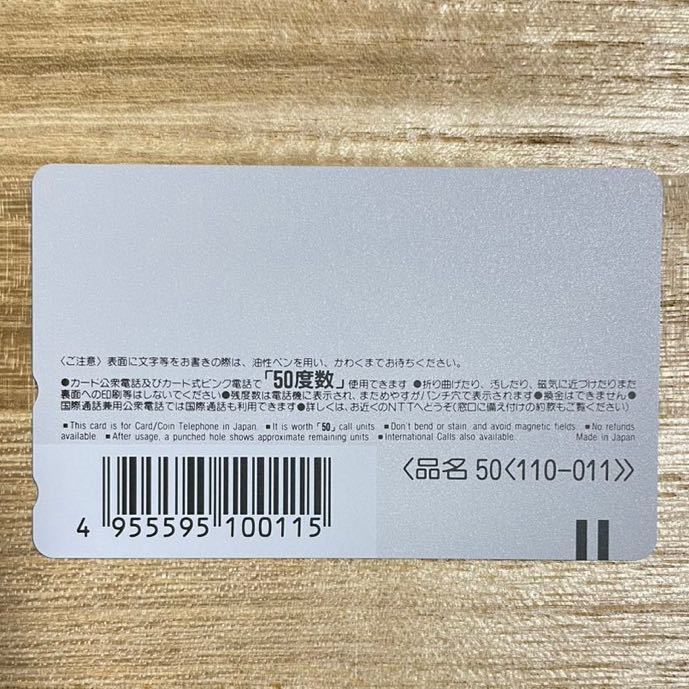 〈ご注意〉表面に文字等をお書きの際は、油性ペンを用い、かわくまでお待ちください。
●カード公衆電話及びカード式ピンク電話で「50度数」使用できます ●折り曲げたり、汚したり、磁気に近づけたりまた
裏面への印刷等はしないでください●残度数は電話機に表示され、まためやすがパンチ穴で表示されます●換金はできません●
国際通話兼用公衆電話では国際通話も利用できます●詳しくは、お近くのNTTへどうぞ(窓口に備え付けの約款もご覧ください)
■This card is for Card/Coin Telephone in Japan. ■It is worth「50」call units ■Don't bend or stain, and avoid magnetic fields. ■No refunds
available. ■After usage, a punched hole shows approximate remaining units. ■International Calls also available. Made in Japan
〈品名 50〈110-011〉〉
4 955595 100115